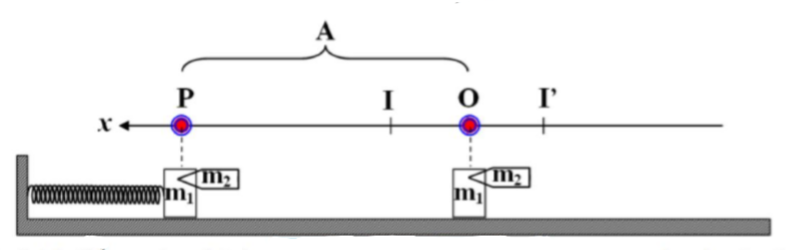 A
P I O I'
x
m₂ m₂
m₁ m₁